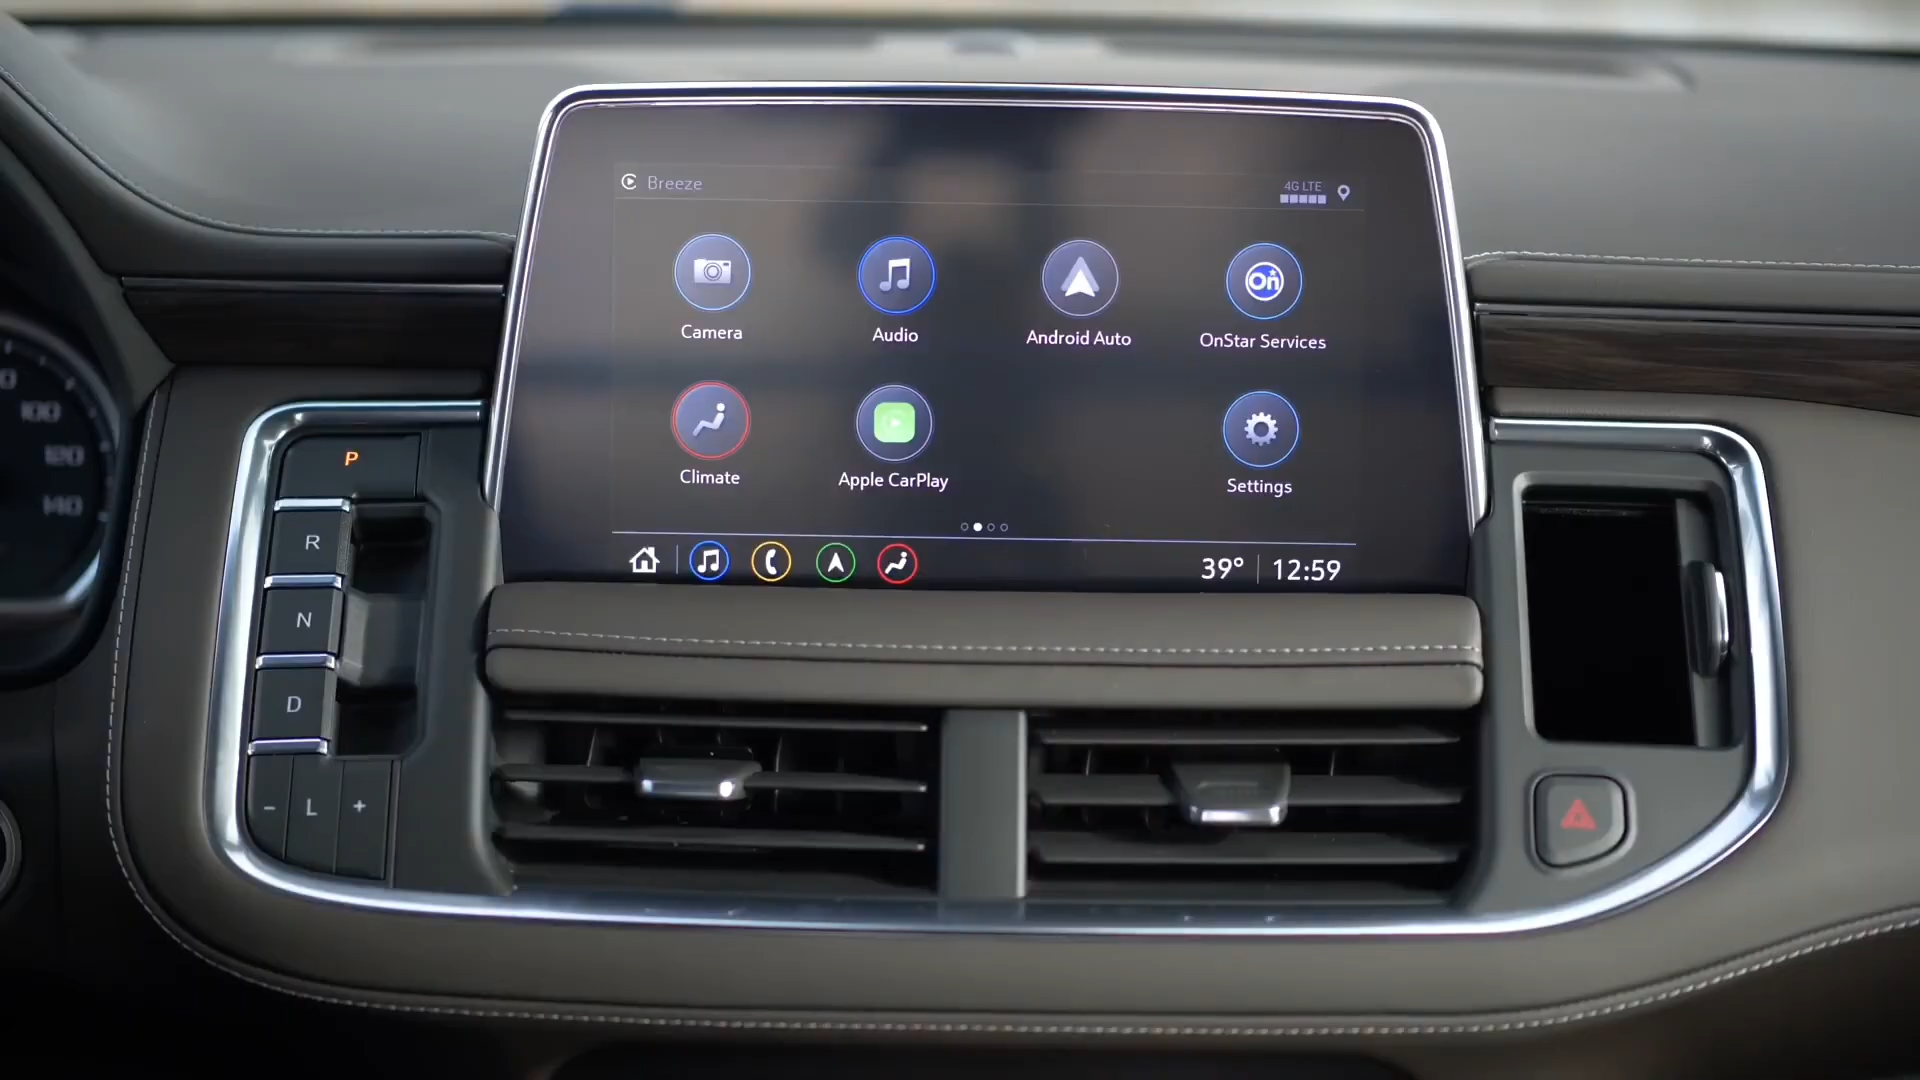 Breeze
4G LTE
Camera
Audio
Android Auto
OnStar Services
On
Climate
Apple CarPlay
Settings
39° 12:59
P
R
N
D
- L +
100
120
140